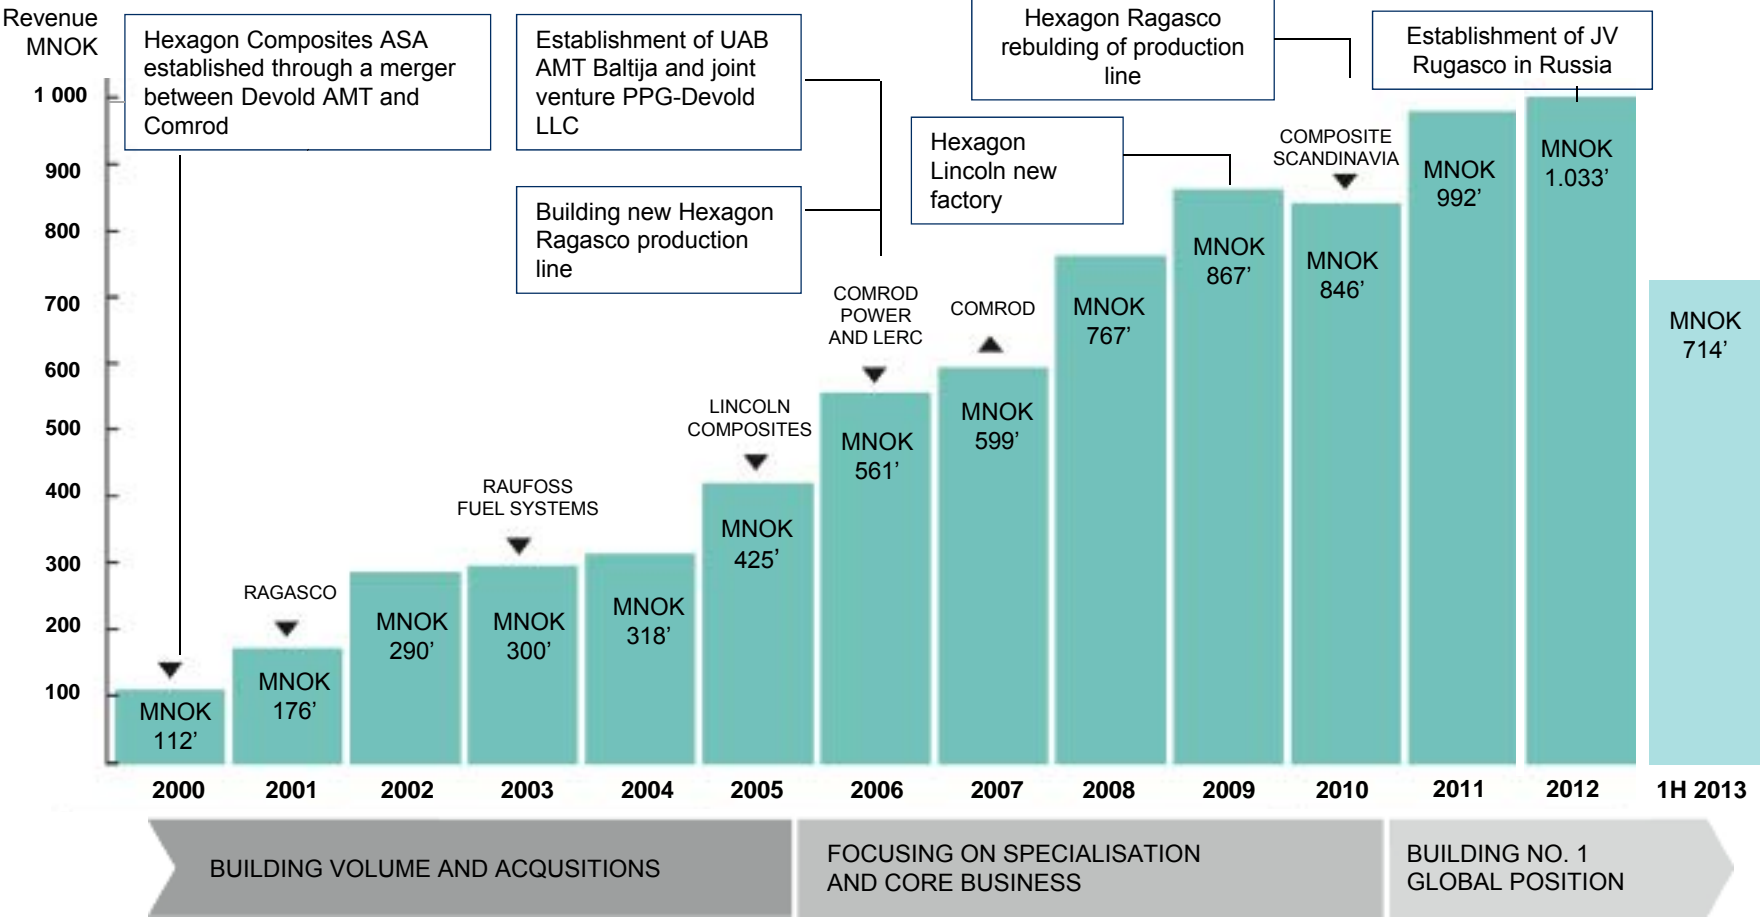 Revenue
MNOK
Hexagon Composites ASA
established through a merger
between Devold AMT and
Comrod
Establishment of UAB
AMT Baltija and joint
venture PPG-Devold
LLC
Building new Hexagon
Ragasco production
line
Hexagon Ragasco
rebulding of production
line
Hexagon
Lincoln new
factory
Establishment of JV
Rugasco in Russia
1 000
900
800
700
600
500
400
300
200
100
RAGASCO
RAUFOSS
FUEL SYSTEMS
LINCOLN
COMPOSITES
COMROD
POWER
AND LERC
COMROD
COMPOSITE
SCANDINAVIA
MNOK
112’
MNOK
176’
MNOK
290’
MNOK
300’
MNOK
318’
MNOK
425’
MNOK
561’
MNOK
599’
MNOK
767’
MNOK
867’
MNOK
846’
MNOK
992’
MNOK
1.033’
MNOK
714’
2000 2001 2002 2003 2004 2005 2006 2007 2008 2009 2010 2011 2012 1H 2013
BUILDING VOLUME AND ACQUSITIONS
FOCUSING ON SPECIALISATION
AND CORE BUSINESS
BUILDING NO. 1
GLOBAL POSITION